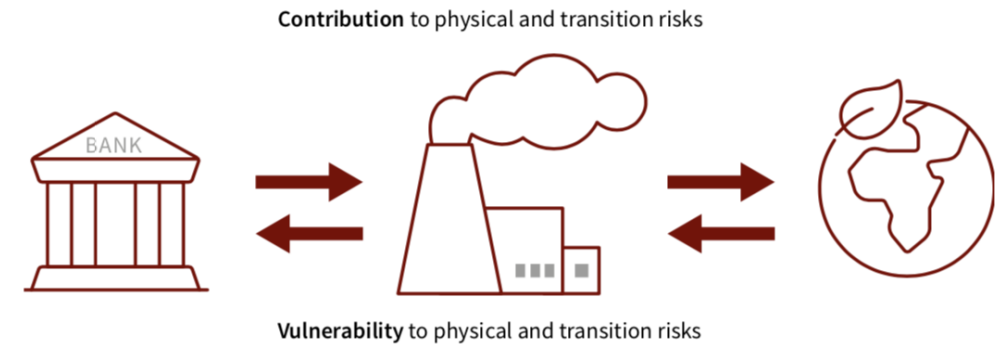 Contribution to physical and transition risks
BANK
Vulnerability to physical and transition risks